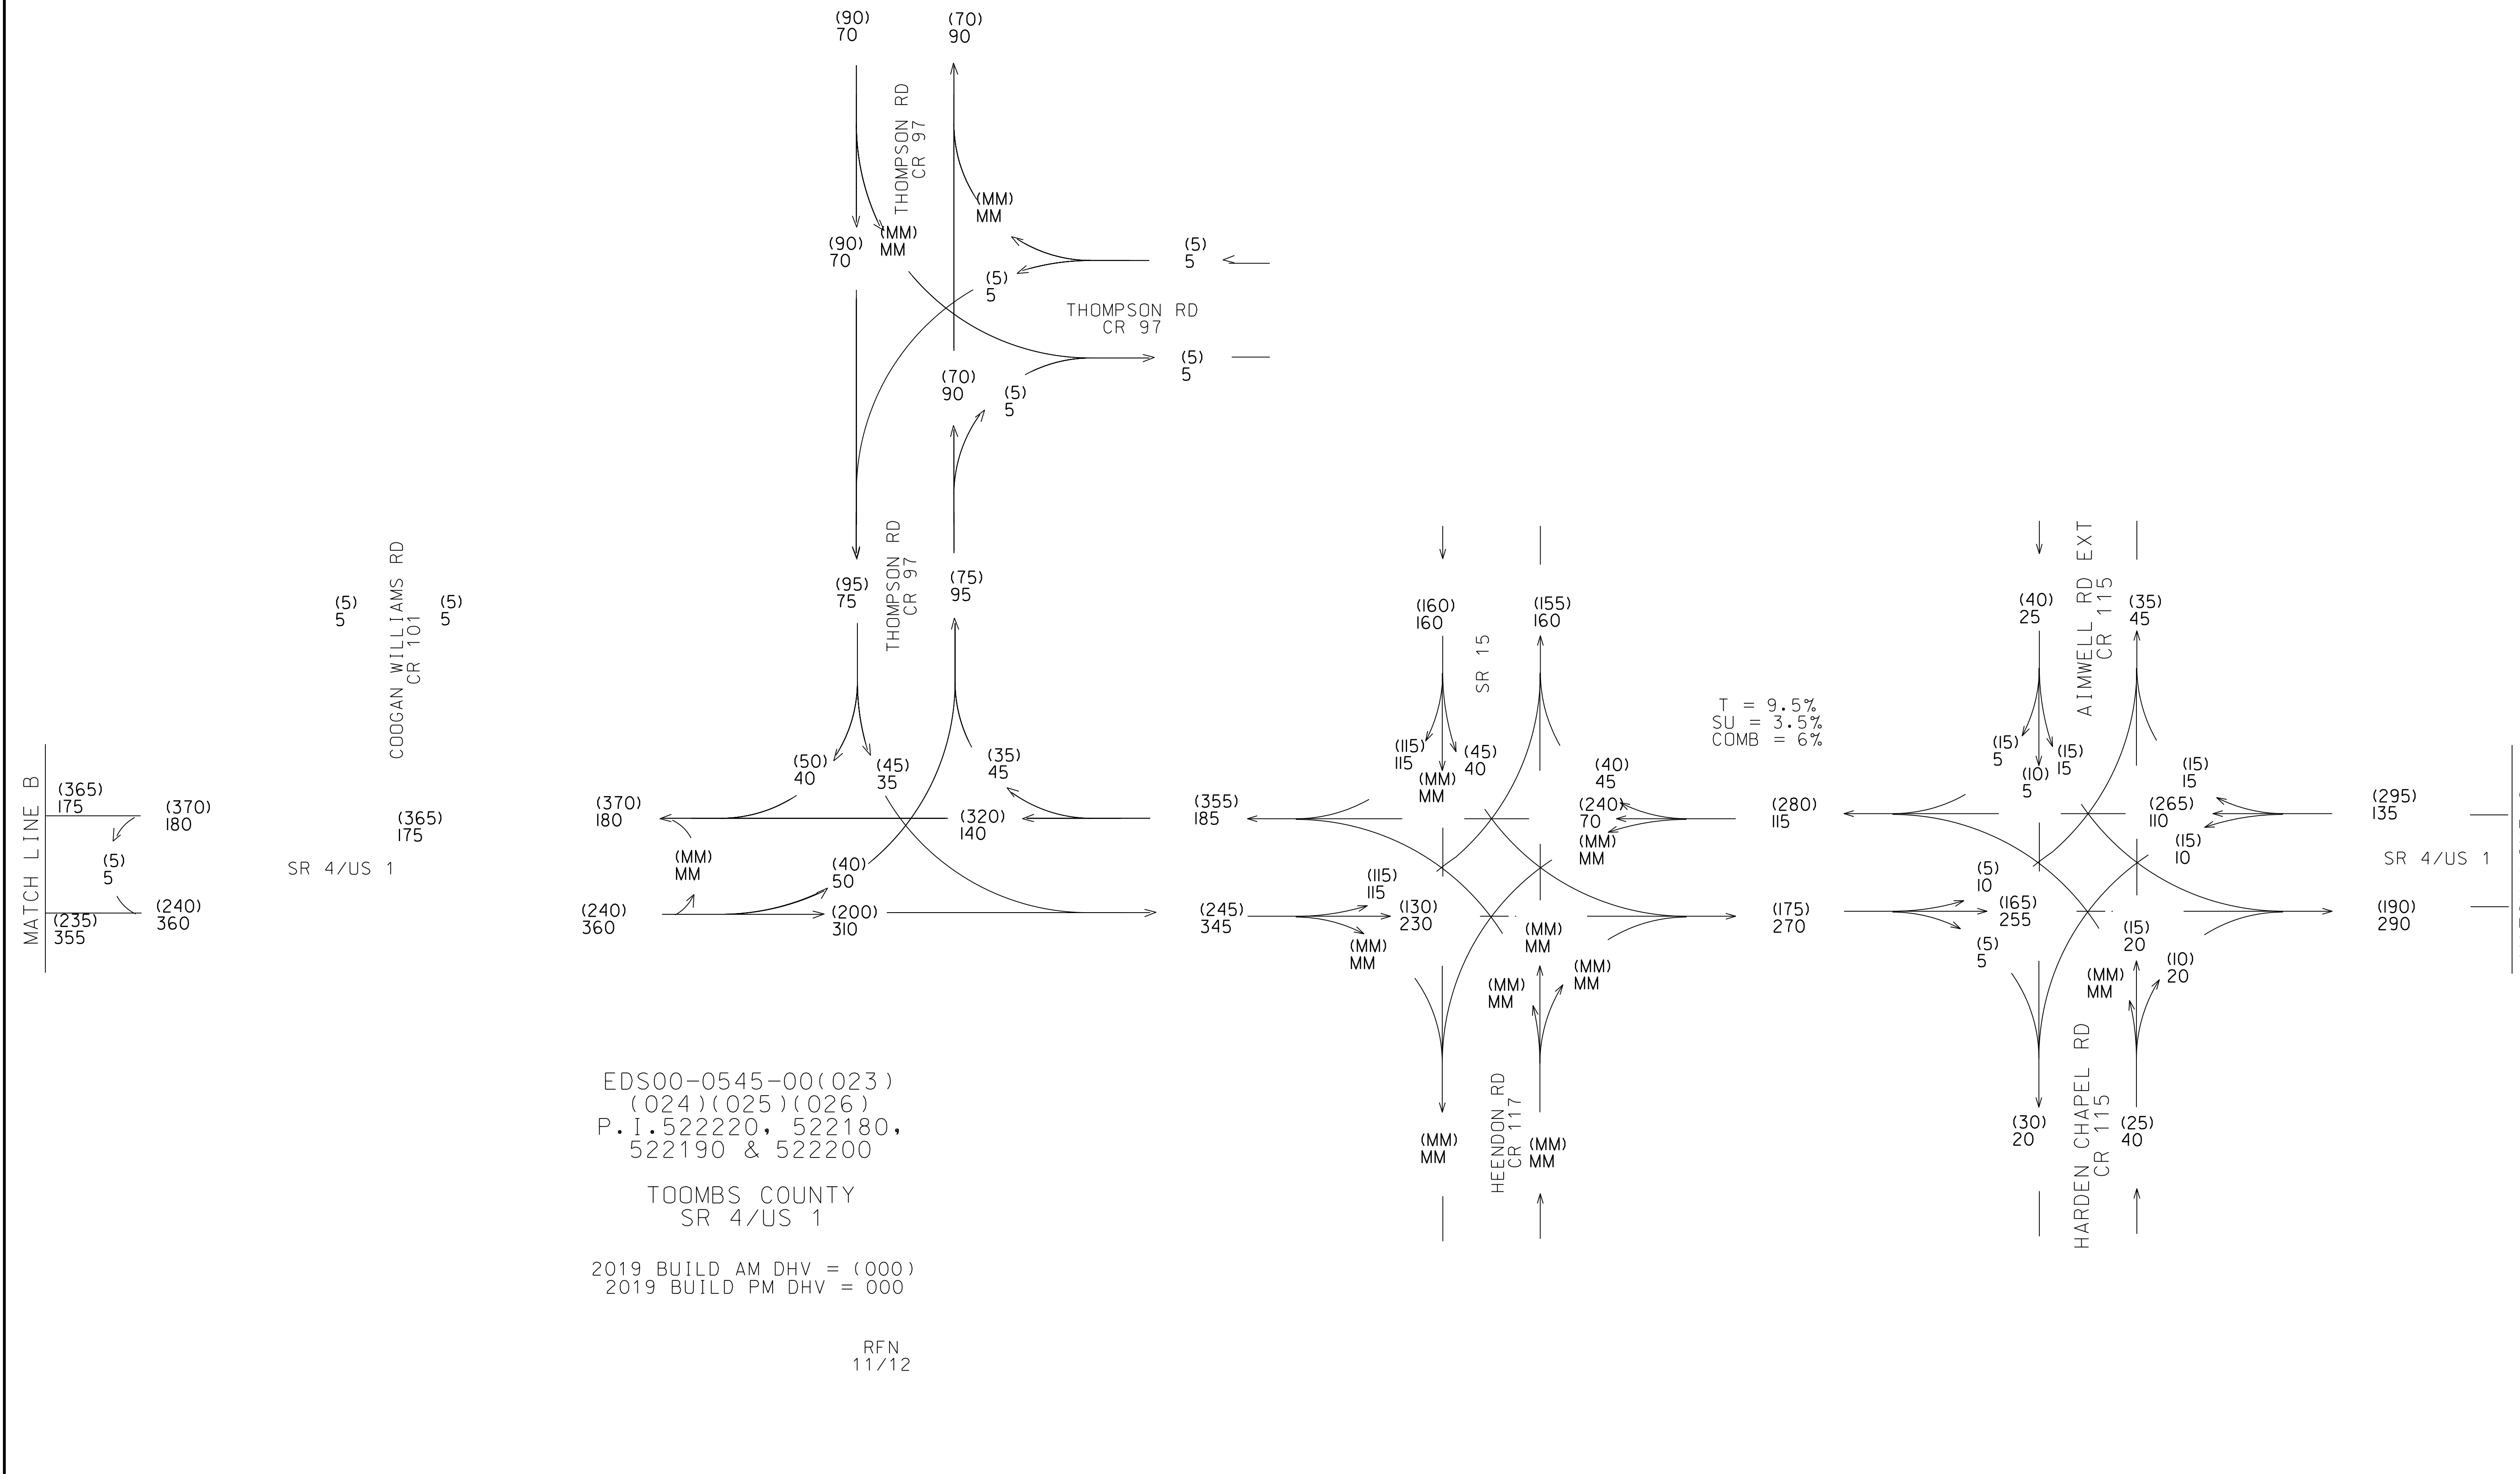 (90)
70
(70)
90
THOMPSON RD
CR 97
(MM)
MM
(90)
70
(MM)
MM
(5)
5
(5)
5
THOMPSON RD
CR 97
(5)
5
(70)
90
(5)
5
(95)
75
THOMPSON RD
CR 97
(75)
95
(5)
5
COOGAN WILLIAMS RD
CR 101
(5)
5
MATCH LINE B
(365)
175
(370)
180
(365)
175
(5)
5
SR 4/US 1
(235)
355
(240)
360
(50)
40
(45)
35
(35)
45
(370)
180
(320)
140
(MM)
MM
(40)
50
(240)
360
(200)
310
(355)
185
(245)
345
(160)
160
SR 15
(155)
160
(115)
115
(MM)
MM
(45)
40
(40)
45
(240)
70
(MM)
MM
(115)
115
(130)
230
(MM)
MM
(MM)
MM
(MM)
MM
(MM)
MM
(MM)
MM
HEENDON RD
CR 117
(MM)
MM
T = 9.5%
SU = 3.5%
COMB = 6%
(280)
115
(175)
270
(40)
25
AIMWELL RD EXT
CR 115
(35)
45
(15)
5
(10)
5
(15)
15
(15)
15
(265)
110
(15)
10
(295)
135
SR 4/US 1
(190)
290
(5)
10
(165)
255
(5)
5
(15)
20
(MM)
MM
(10)
20
(30)
20
HARDEN CHAPEL RD
CR 115
(25)
40
EDS00-0545-00(023)
(024)(025)(026)
P.I.522220, 522180,
522190 & 522200
TOOMBS COUNTY
SR 4/US 1
2019 BUILD AM DHV = (000)
2019 BUILD PM DHV = 000
RFN
11/12